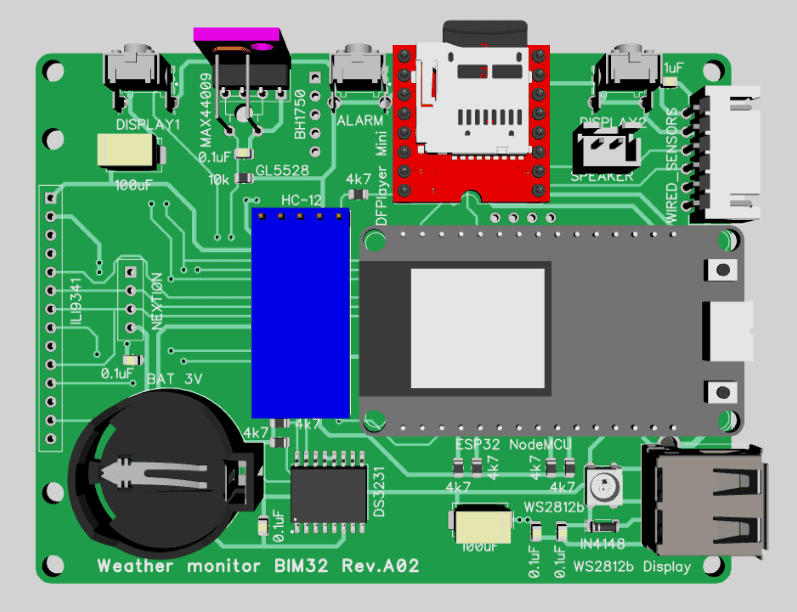 DISPLAY1
MAX44009
BH1750
ALARM
DISPLAY2
1uF
DFPlayer Mini
SPEAKER
WIRED SENSORS
100uF
0.1uF
GL5528
10k
4k7
HC-12
ILI9341
NEXTION
0.1uF
BAT 3V
4k7
4k7
ESP32 NodeMCU
4k7
4k7
4k7
DS3231
WS2812b
0.1uF
100uF
0.1uF
0.1uF
IN4148
WS2812b Display
Weather monitor BIM32 Rev.A02